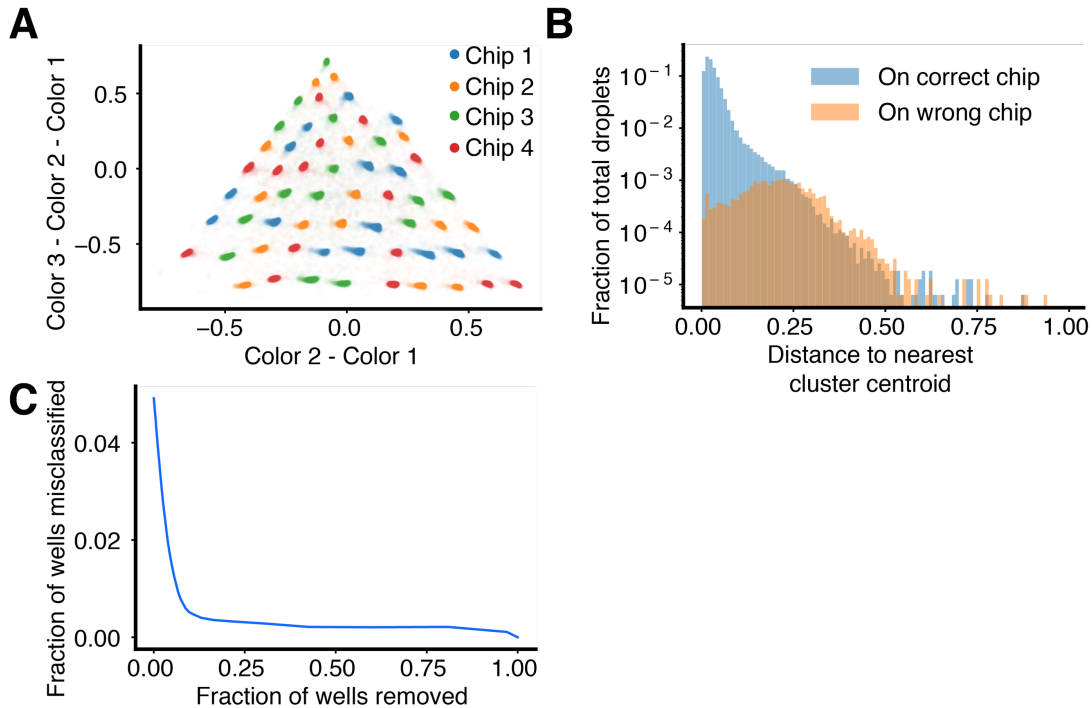 A
Color 3 - Color 2 - Color 1
0.5
0.0
−0.5
−0.5
0.0
0.5
Color 2 - Color 1
Chip 1
Chip 2
Chip 3
Chip 4
B
Fraction of total droplets
10⁻¹
10⁻²
10⁻³
10⁻⁴
10⁻⁵
On correct chip
On wrong chip
0.00
0.25
0.50
0.75
1.00
Distance to nearest
cluster centroid
C
Fraction of wells misclassified
0.04
0.02
0.00
0.00
0.25
0.50
0.75
1.00
Fraction of wells removed